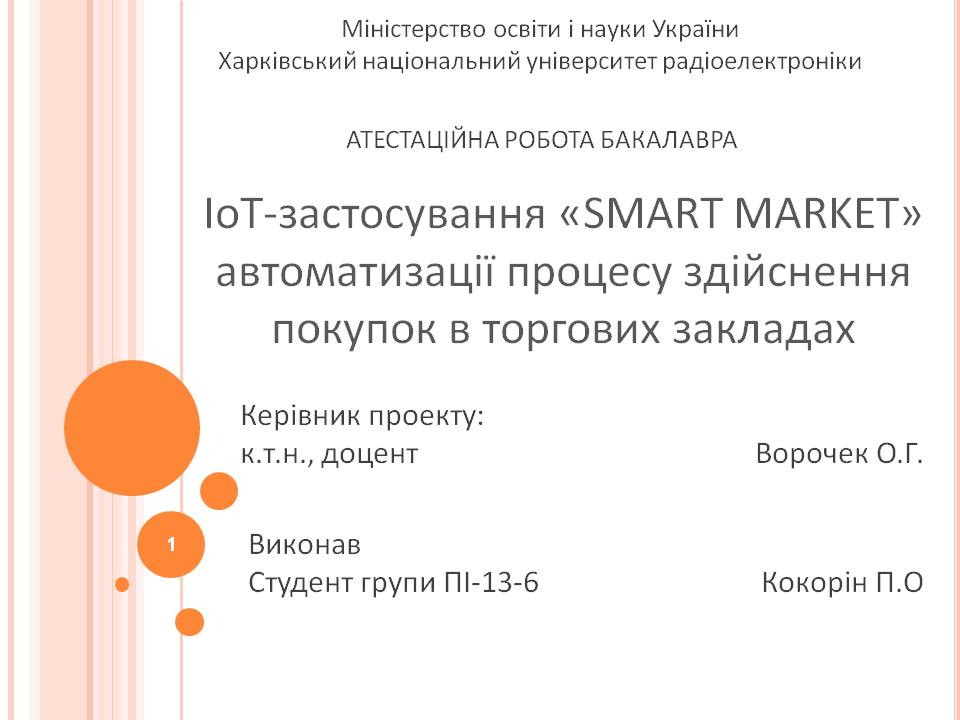 Міністерство освіти і науки України
Харківський національний університет радіоелектроніки
АТЕСТАЦІЙНА РОБОТА БАКАЛАВРА
ІоТ-застосування «SMART MARKET»
автоматизації процесу здійснення
покупок в торгових закладах
Керівник проекту:
к.т.н., доцент Ворочек О.Г.
1
Виконав
Студент групи ПІ-13-6 Кокорін П.О